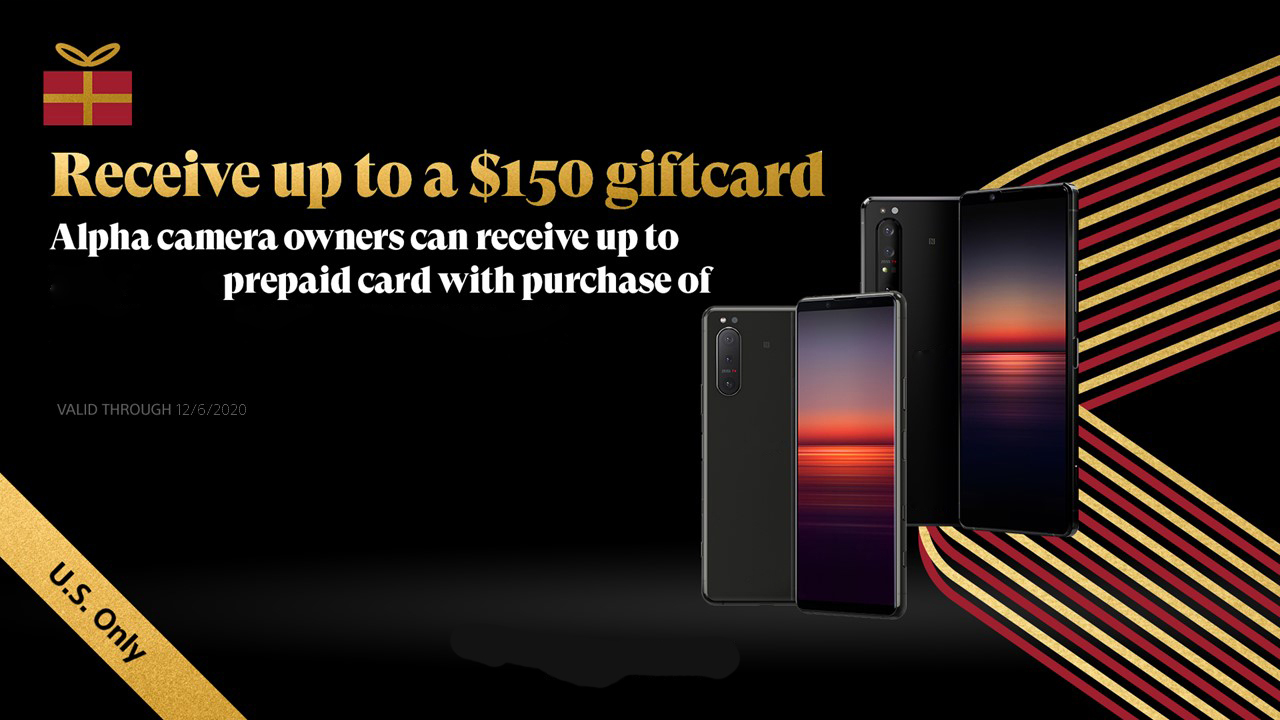 Receive up to a $150 giftcard
Alpha camera owners can receive up to
prepaid card with purchase of
VALID THROUGH 12/6/2020
U.S. Only